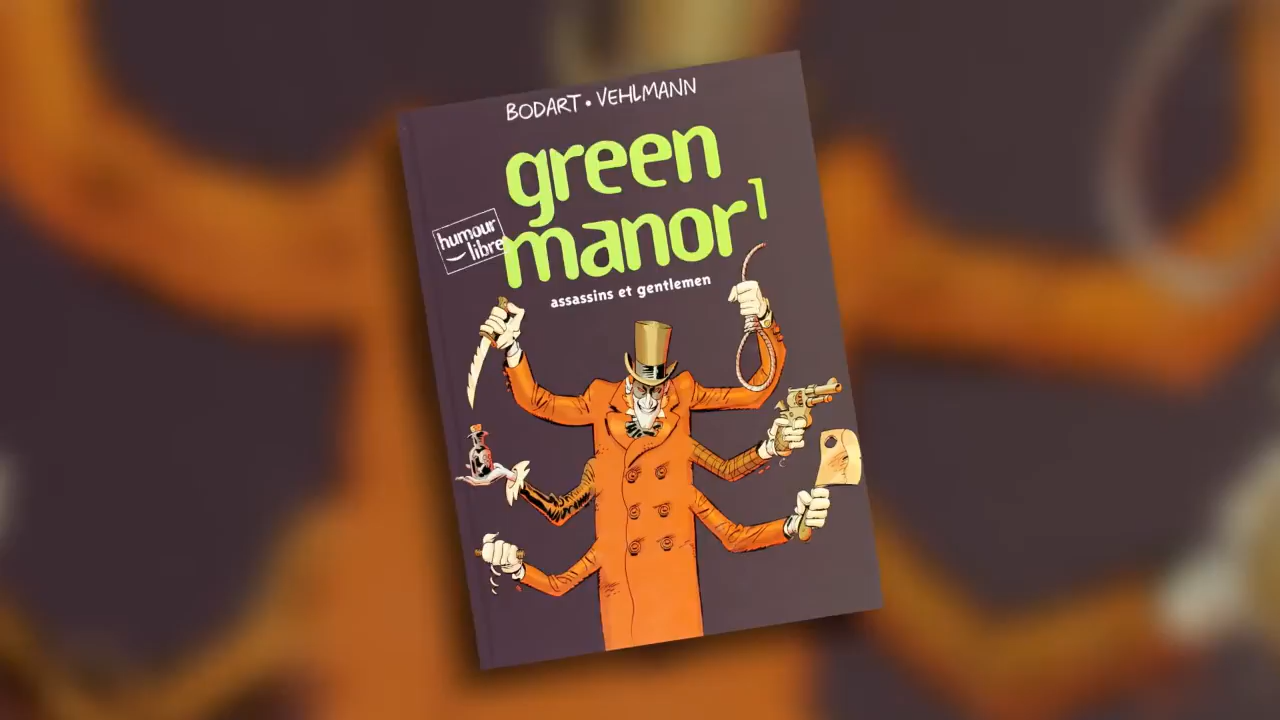 BODART • VEHLMANN
green
manor 1
humour
libre
assassins et gentlemen